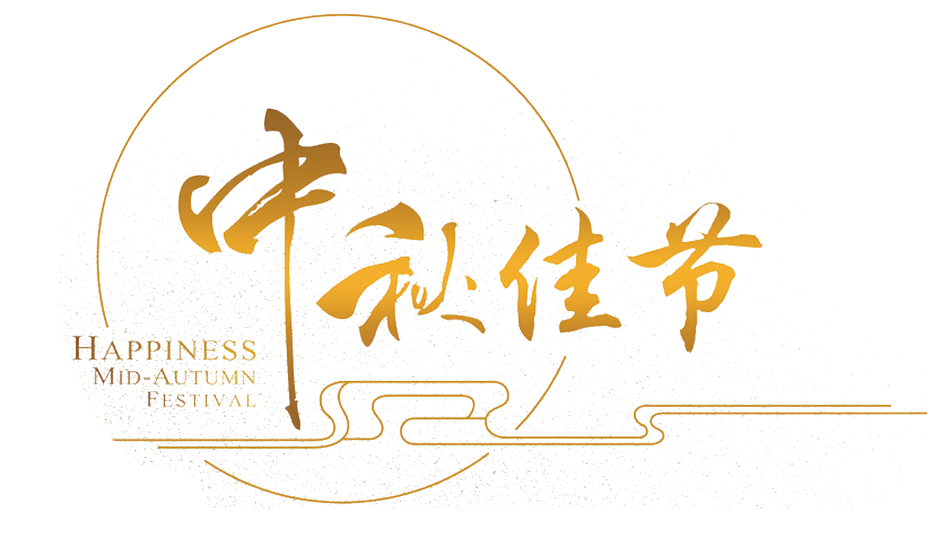 中秋佳节
HAPPINESS
MID-AUTUMN
FESTIVAL